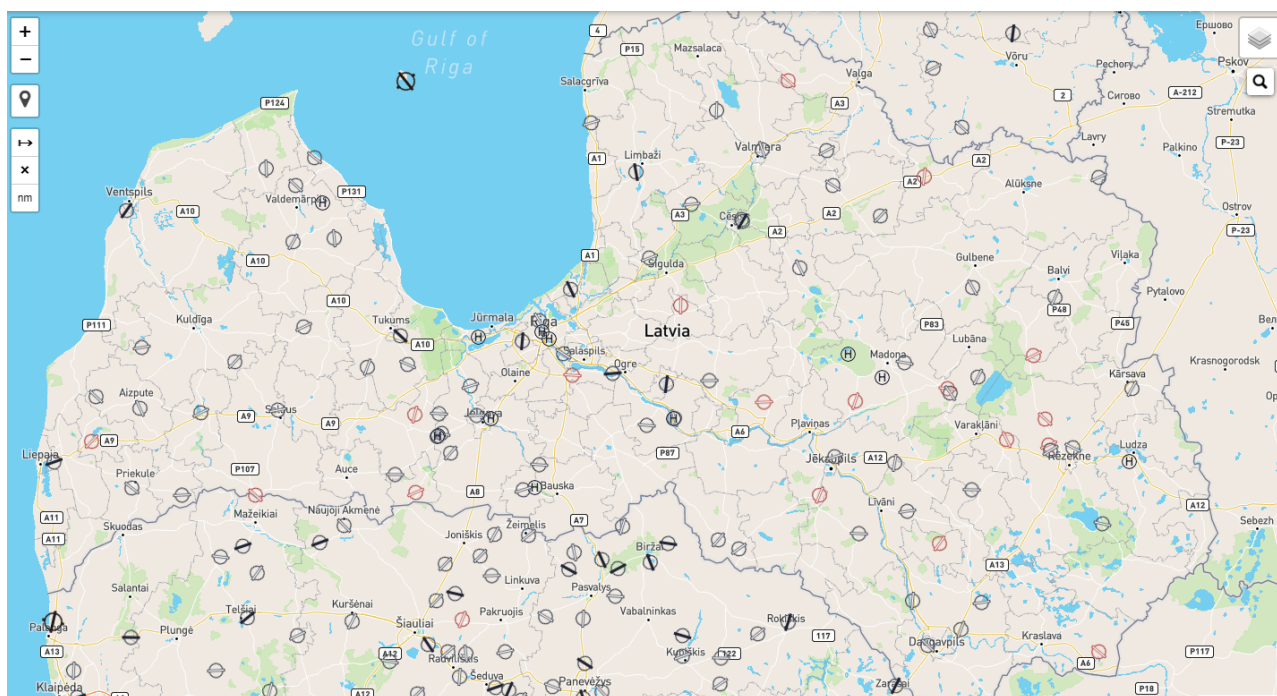 +
−
×
nm
Gulf of
Riga
4
P15
Mazsalaca
Salacgrīva
Valga
A3
Võru
Pechory
Сигово
2
A-212
Ершово
Pskov
Stremutka
Lavry
Palkino
P-23
P124
A1
Limbaži
Valmiera
A2
A2
Alūksne
Ostrov
P-23
Ventspils
P131
A10
A3
A2
A2
A10
A1
Sigulda
Gulbene
Balvi
Viļaka
Pytalovo
A10
P48
P111
Kuldīga
Tukums
Jūrmala
Rīga
Latvia
P83
P45
Lubāna
A10
Salaspils
Ogre
Olaine
Madona
Krasnogorodsk
Kārsava
Aizpute
A9
A9
A9
Jelgava
A6
Pļaviņas
Varakļāni
Liepaja
P87
Jēkabpils
A12
Rēzekne
Ludza
Priekule
P107
Auce
A8
Bauska
Līvāni
A12
A11
A11
Skuodas
Mažeikiai
Naujoji Akmenė
Joniškis
Žeimelis
A7
Biržai
Sebezh
A13
Salantai
Linkuva
Pasvalys
Telšiai
Kuršėnai
Pakruojis
Vabalninkas
Rokiškis
Palanga
Plungė
Šiauliai
117
Daugavpils
Kraslava
A13
A12
Radviliškis
Kupiškis
122
P117
Klaipėda
Šeduva
Panevėžys
Zarasai
A12
P18